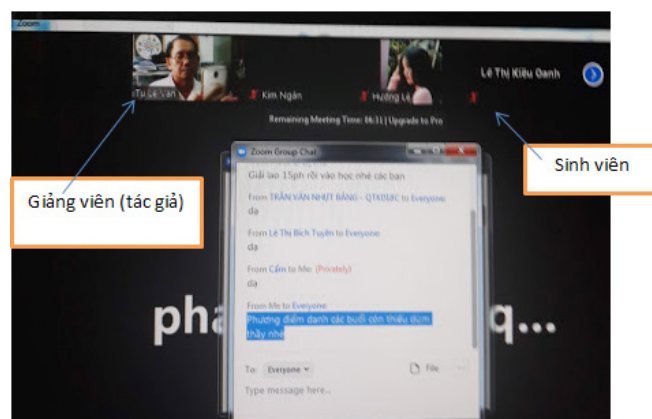 Zoom
Tu Le Van
Kim Ngân
Hương Lê
Lê Thị Kiều Oanh
Remaining Meeting Time: 06:31 | Upgrade to Pro
Giảng viên (tác giả)
Sinh viên
Zoom Group Chat
Giải lao 15ph rồi vào học nhé các bạn
From TRẦN VĂN NHỰT BẰNG - QTKD18C to Everyone:
dạ
From Lê Thị Bích Tuyền to Everyone:
dạ
From Cẩm to Me: (Privately)
dạ
From Me to Everyone:
Phương điểm danh các buổi còn thiếu dùm
thầy nhé
pha
q...
To: Everyone
File
Type message here...